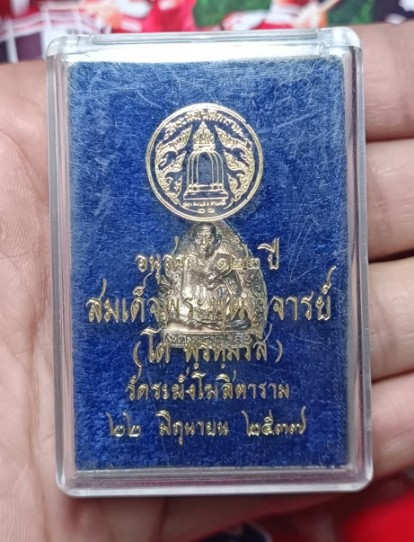 อนุสรณ์ ๑๒๒ ปี
สมเด็จพระพุฒาจารย์
(โต พฺรหฺมรํสี)
วัดระฆังโฆสิตาราม
๒๒ มิถุนายน ๒๕๓๗